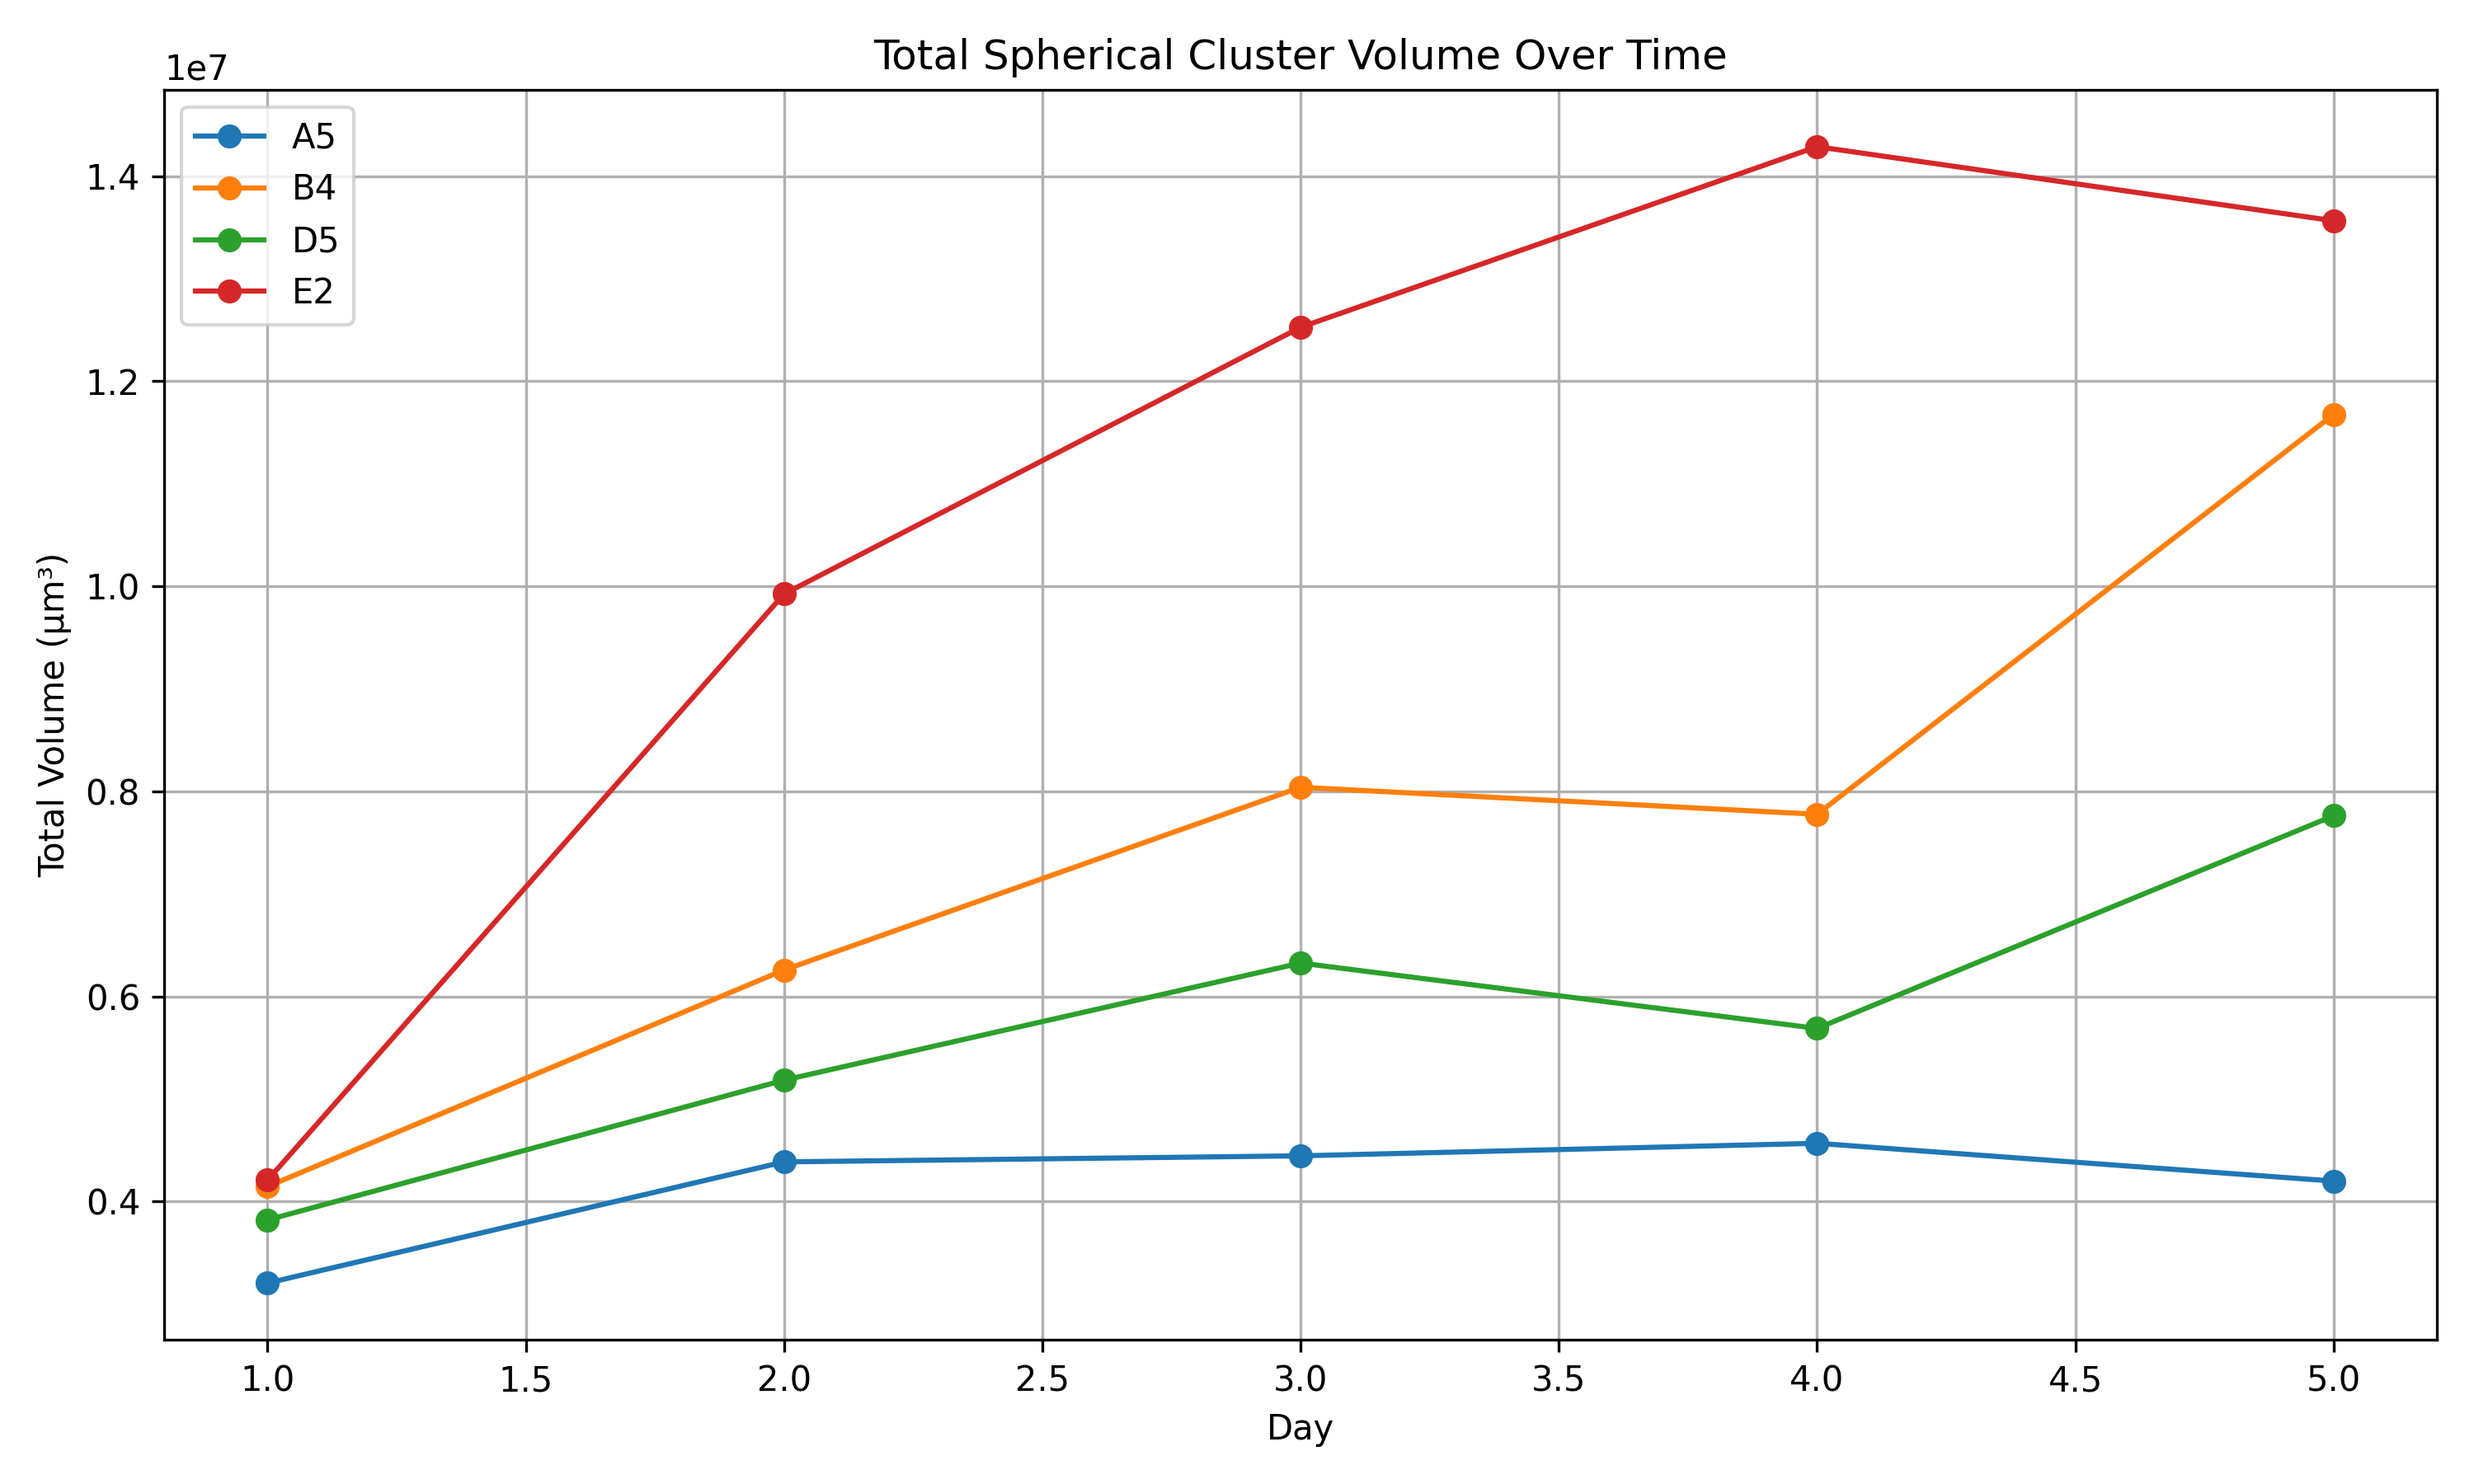 Total Spherical Cluster Volume Over Time
1e7
A5
B4
D5
E2
1.4
1.2
1.0
0.8
0.6
0.4
Total Volume (µm³)
1.0 1.5 2.0 2.5 3.0 3.5 4.0 4.5 5.0
Day